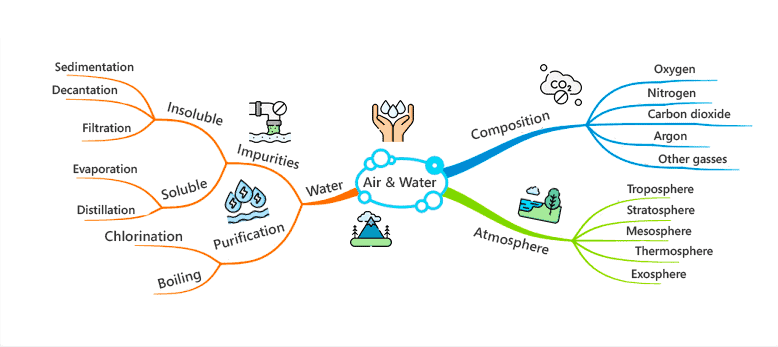 Air & Water
Water
Impurities
Insoluble
Sedimentation
Decantation
Filtration
Soluble
Evaporation
Distillation
Purification
Chlorination
Boiling
Composition
CO2
Oxygen
Nitrogen
Carbon dioxide
Argon
Other gasses
Atmosphere
Troposphere
Stratosphere
Mesosphere
Thermosphere
Exosphere